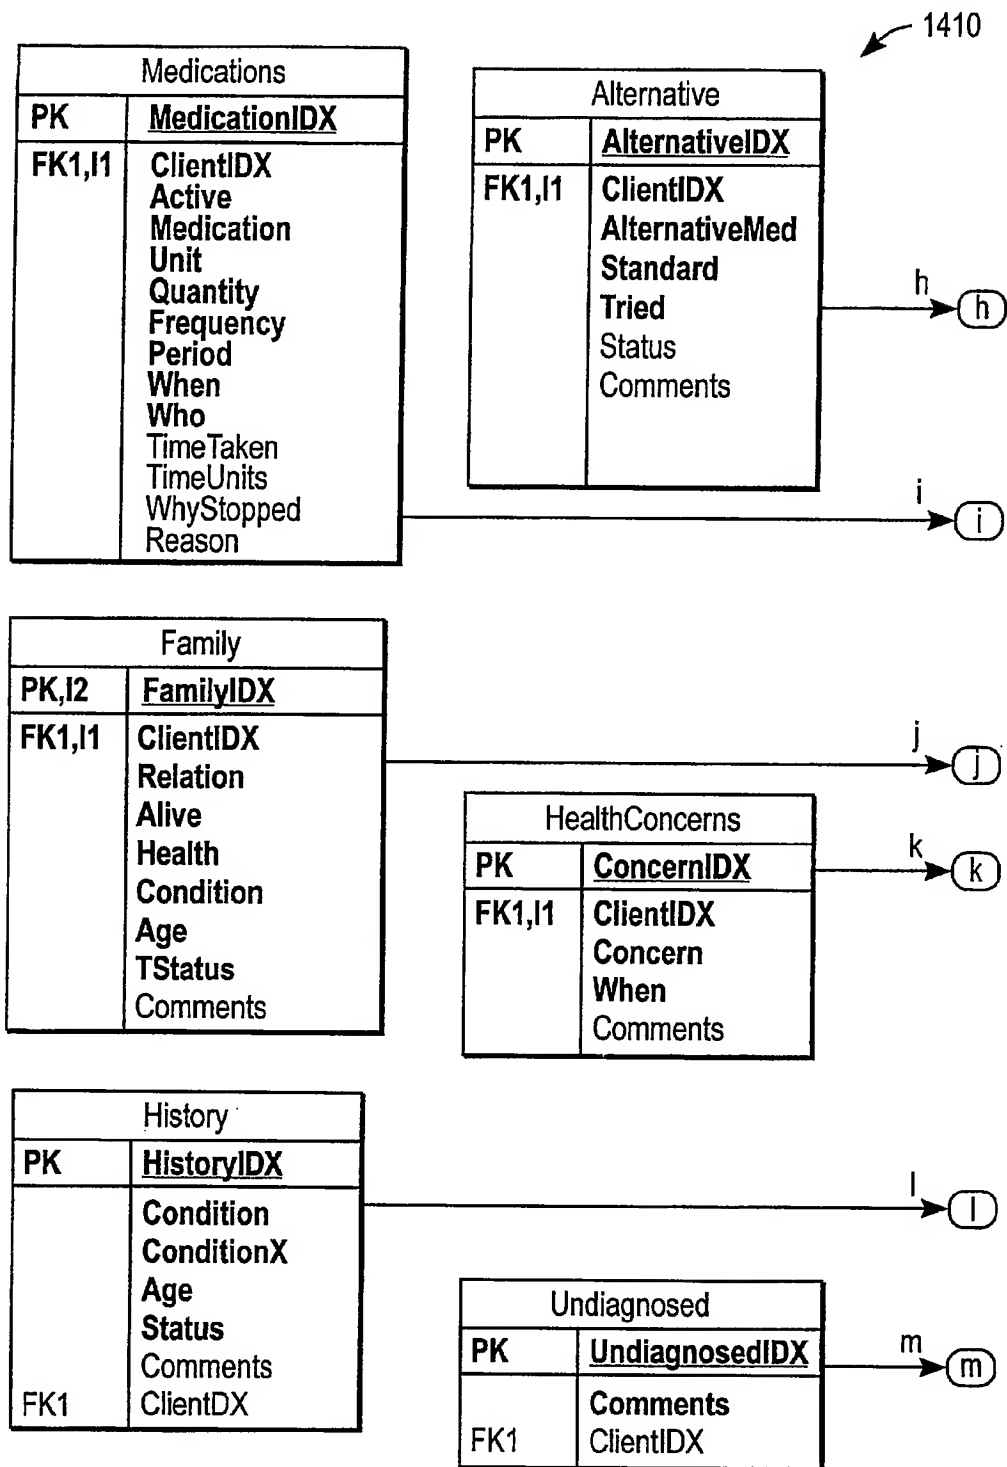 1410
Medications
PK MedicationIDX
FK1,I1 ClientIDX
Active
Medication
Unit
Quantity
Frequency
Period
When
Who
TimeTaken
TimeUnits
WhyStopped
Reason
Alternative
PK AlternativeIDX
FK1,I1 ClientIDX
AlternativeMed
Standard
Tried
Status
Comments
h
h
i
i
Family
PK,I2 FamilyIDX
FK1,I1 ClientIDX
Relation
Alive
Health
Condition
Age
TStatus
Comments
j
j
HealthConcerns
PK ConcernIDX
FK1,I1 ClientIDX
Concern
When
Comments
k
k
History
PK HistoryIDX
Condition
ConditionX
Age
Status
Comments
FK1 ClientDX
l
l
Undiagnosed
PK UndiagnosedIDX
Comments
FK1 ClientIDX
m
m